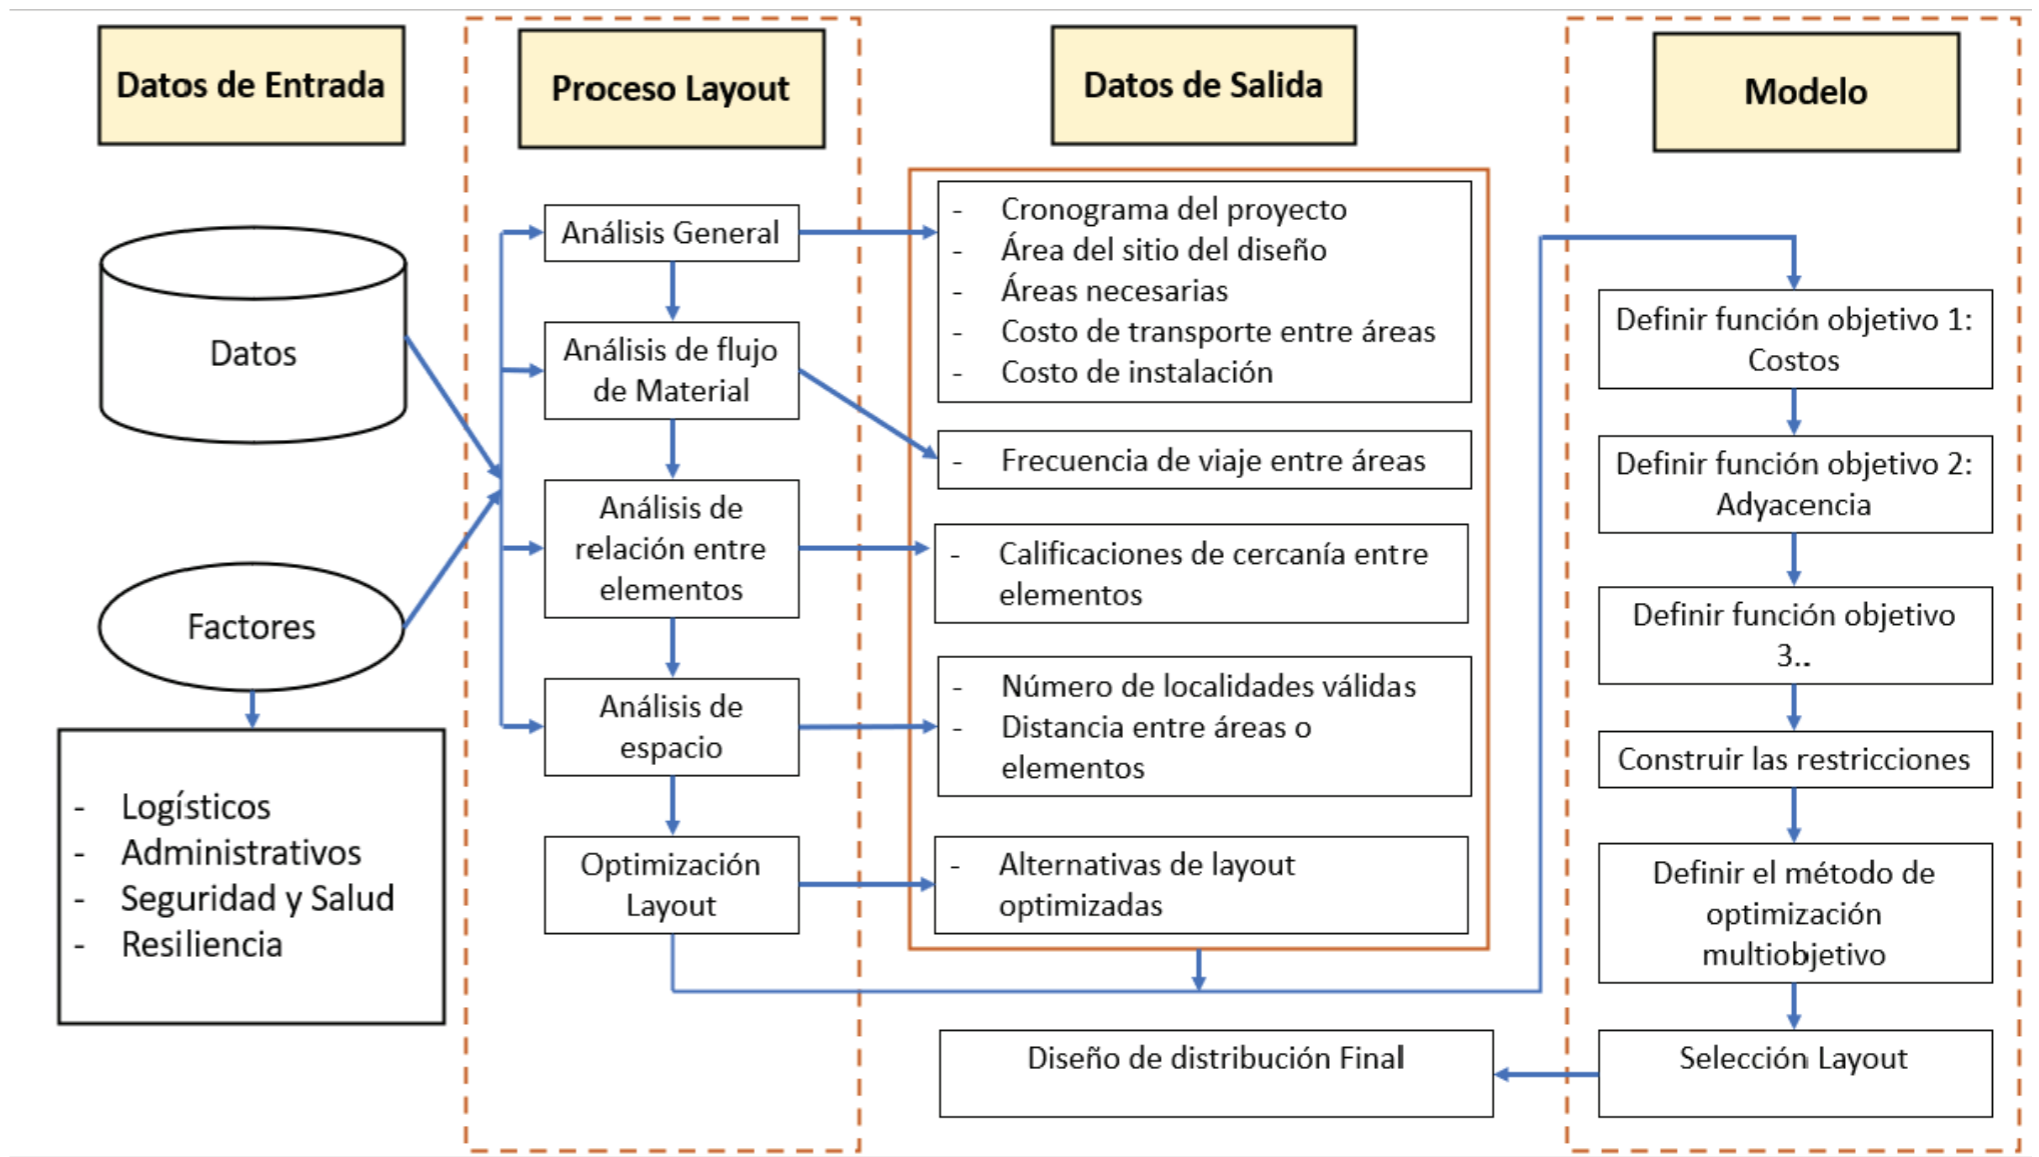 Datos de Entrada
Datos
Factores
- Logísticos
- Administrativos
- Seguridad y Salud
- Resiliencia
Proceso Layout
Análisis General
Análisis de flujo
de Material
Análisis de
relación entre
elementos
Análisis de
espacio
Optimización
Layout
Datos de Salida
- Cronograma del proyecto
- Área del sitio del diseño
- Áreas necesarias
- Costo de transporte entre áreas
- Costo de instalación
- Frecuencia de viaje entre áreas
- Calificaciones de cercanía entre
elementos
- Número de localidades válidas
- Distancia entre áreas o
elementos
- Alternativas de layout
optimizadas
Modelo
Definir función objetivo 1:
Costos
Definir función objetivo 2:
Adyacencia
Definir función objetivo
3..
Construir las restricciones
Definir el método de
optimización
multiobjetivo
Selección Layout
Diseño de distribución Final